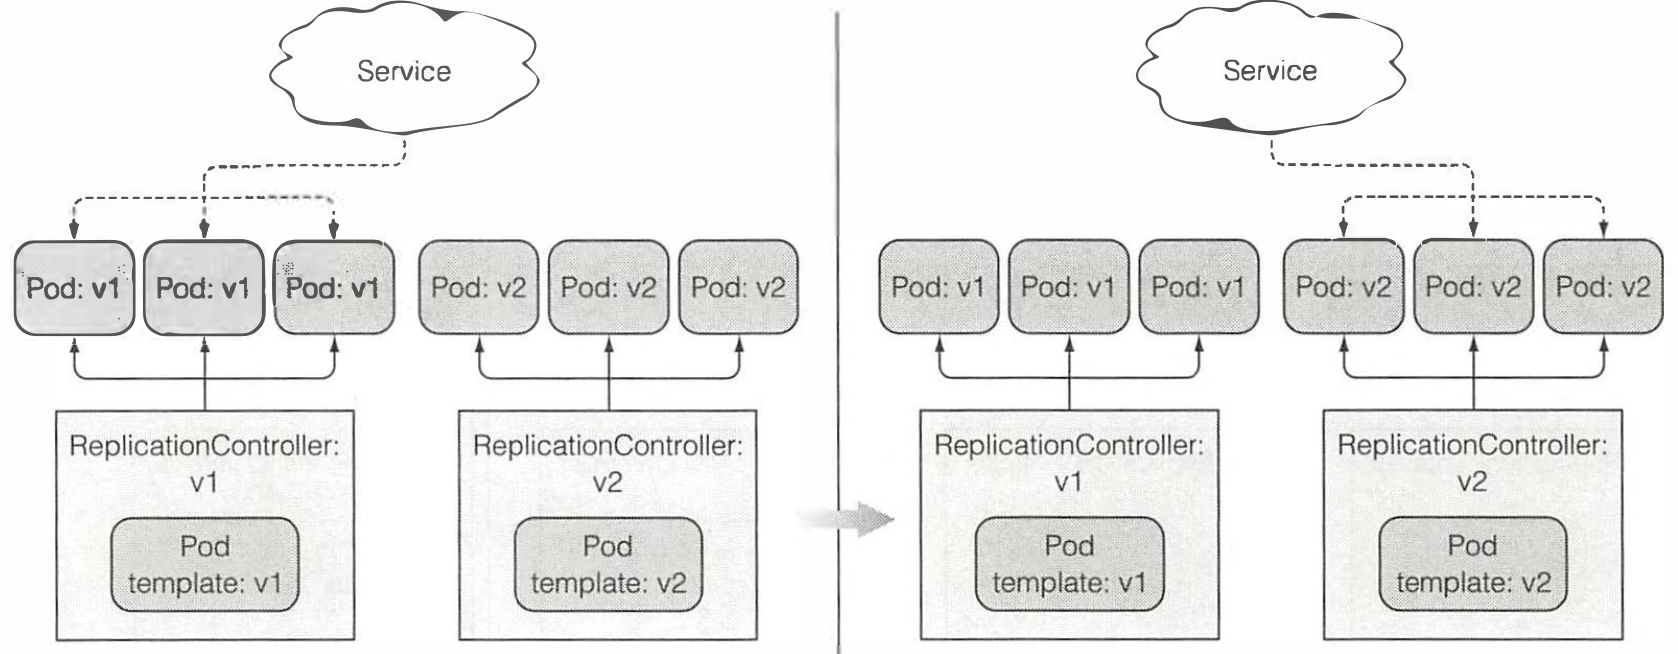 Service
Pod: v1
Pod: v1
Pod: v1
Pod: v2
Pod: v2
Pod: v2
ReplicationController:
v1
Pod
template: v1
ReplicationController:
v2
Pod
template: v2
Service
Pod: v1
Pod: v1
Pod: v1
Pod: v2
Pod: v2
Pod: v2
ReplicationController:
v1
Pod
template: v1
ReplicationController:
v2
Pod
template: v2